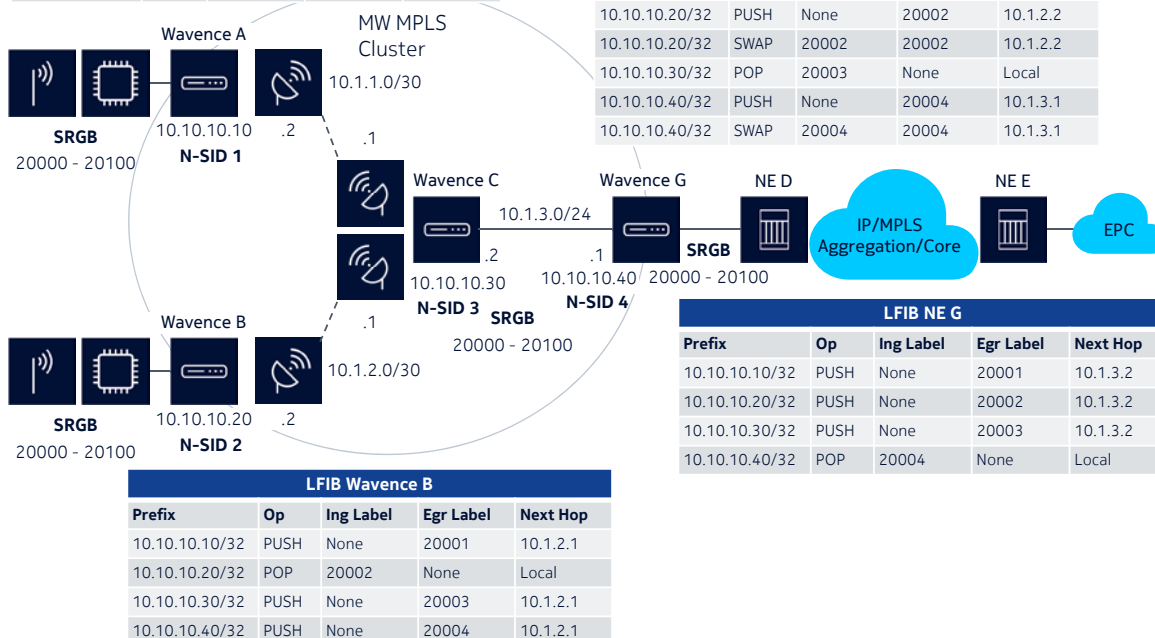 10.10.10.20/32 PUSH None 20002 10.1.2.2
10.10.10.20/32 SWAP 20002 20002 10.1.2.2
10.10.10.30/32 POP 20003 None Local
10.10.10.40/32 PUSH None 20004 10.1.3.1
10.10.10.40/32 SWAP 20004 20004 10.1.3.1
MW MPLS
Cluster
Wavence A
10.1.1.0/30
SRGB
20000 - 20100
10.10.10.10
N-SID 1
.2
.1
Wavence C
10.1.3.0/24
Wavence G
NE D
NE E
IP/MPLS
Aggregation/Core
EPC
.2
10.10.10.30
N-SID 3
SRGB
20000 - 20100
.1
10.10.10.40
N-SID 4
SRGB
20000 - 20100
.1
Wavence B
10.1.2.0/30
SRGB
20000 - 20100
10.10.10.20
N-SID 2
.2
LFIB NE G
Prefix Op Ing Label Egr Label Next Hop
10.10.10.10/32 PUSH None 20001 10.1.3.2
10.10.10.20/32 PUSH None 20002 10.1.3.2
10.10.10.30/32 PUSH None 20003 10.1.3.2
10.10.10.40/32 POP 20004 None Local
LFIB Wavence B
Prefix Op Ing Label Egr Label Next Hop
10.10.10.10/32 PUSH None 20001 10.1.2.1
10.10.10.20/32 POP 20002 None Local
10.10.10.30/32 PUSH None 20003 10.1.2.1
10.10.10.40/32 PUSH None 20004 10.1.2.1